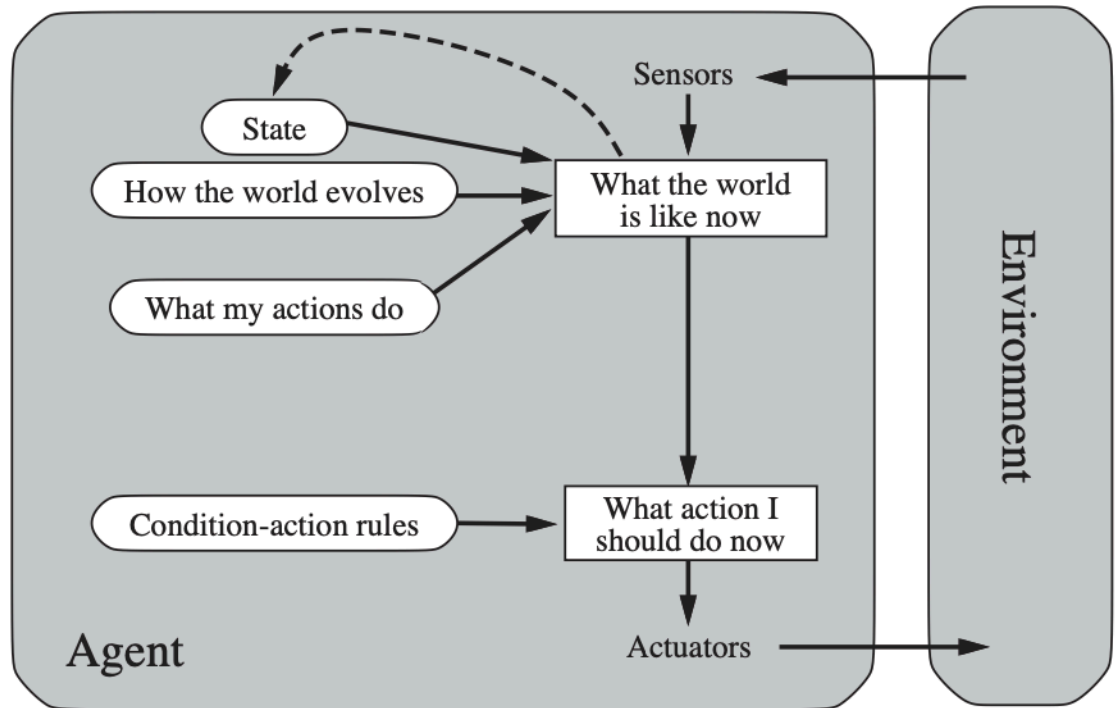 Sensors
State
How the world evolves
What the world
is like now
What my actions do
Environment
Condition-action rules
What action I
should do now
Agent
Actuators